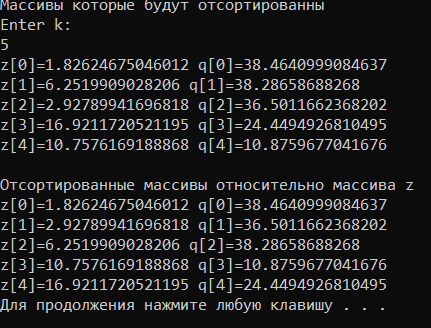 Массивы которые будут отсортированны
Enter k:
5
z[0]=1.82624675046012 q[0]=38.4640999084637
z[1]=6.2519909028206 q[1]=38.28658688268
z[2]=2.92789941696818 q[2]=36.5011662368202
z[3]=16.9211720521195 q[3]=24.4494926810495
z[4]=10.7576169188868 q[4]=10.8759677041676
Отсортированные массивы относительно массива z
z[0]=1.82624675046012 q[0]=38.4640999084637
z[1]=2.92789941696818 q[1]=36.5011662368202
z[2]=6.2519909028206 q[2]=38.28658688268
z[3]=10.7576169188868 q[3]=10.8759677041676
z[4]=16.9211720521195 q[4]=24.4494926810495
Для продолжения нажмите любую клавишу . . .